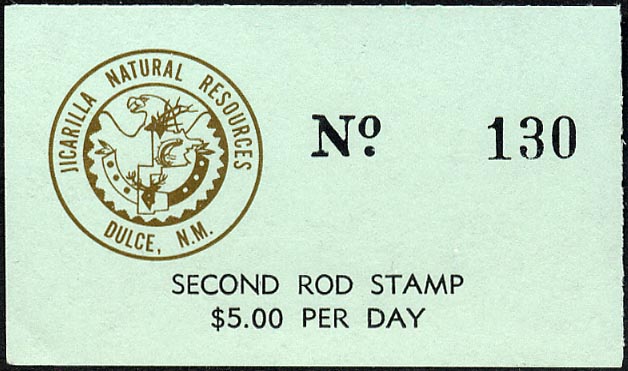 JICARILLA NATURAL RESOURCES
DULCE, N.M.
Nº. 130
SECOND ROD STAMP
$5.00 PER DAY